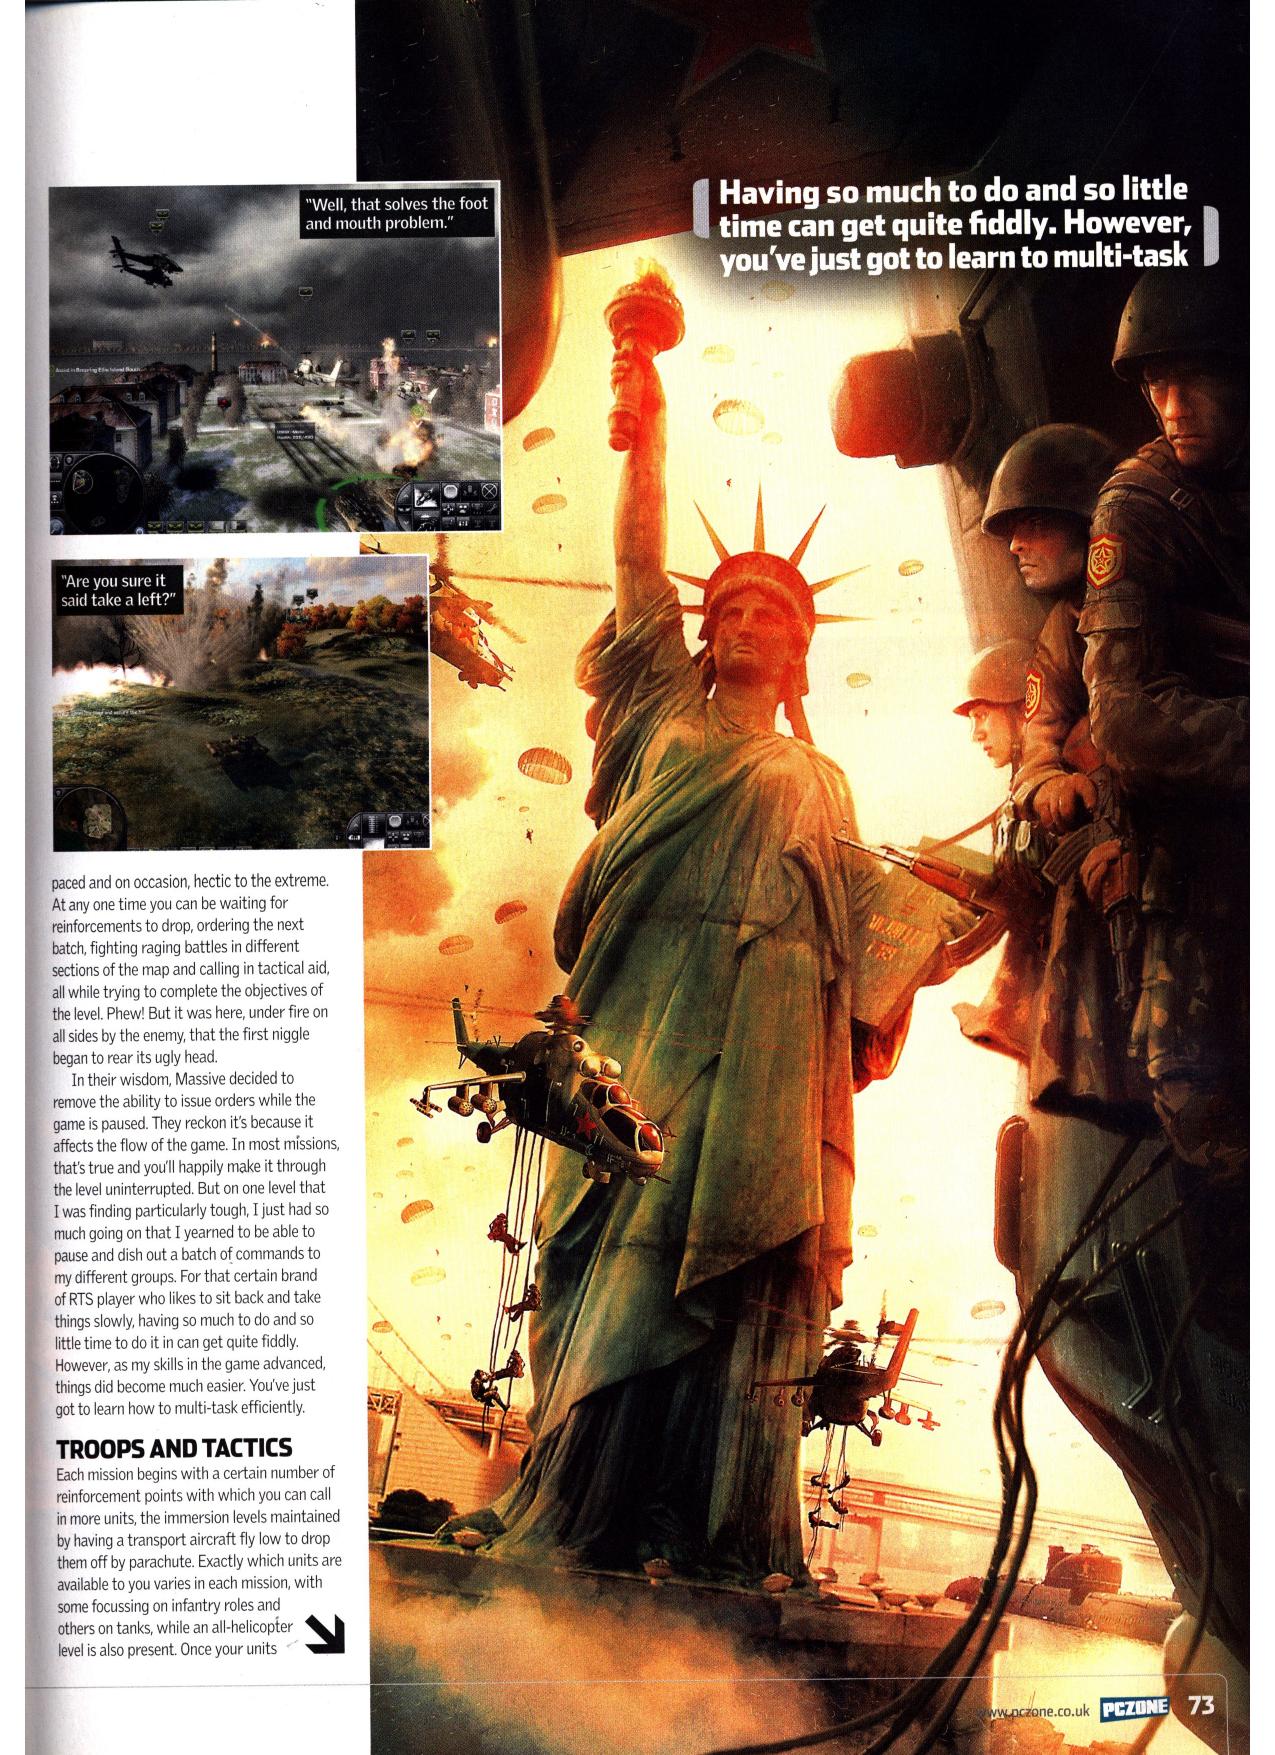 "Well, that solves the foot
and mouth problem."
Having so much to do and so little
time can get quite fiddly. However,
you've just got to learn to multi-task
"Are you sure it
said take a left?"
paced and on occasion, hectic to the extreme.
At any one time you can be waiting for
reinforcements to drop, ordering the next
batch, fighting raging battles in different
sections of the map and calling in tactical aid,
all while trying to complete the objectives of
the level. Phew! But it was here, under fire on
all sides by the enemy, that the first niggle
began to rear its ugly head.
In their wisdom, Massive decided to
remove the ability to issue orders while the
game is paused. They reckon it's because it
affects the flow of the game. In most missions,
that's true and you'll happily make it through
the level uninterrupted. But on one level that
I was finding particularly tough, I just had so
much going on that I yearned to be able to
pause and dish out a batch of commands to
my different groups. For that certain brand
of RTS player who likes to sit back and take
things slowly, having so much to do and so
little time to do it in can get quite fiddly.
However, as my skills in the game advanced,
things did become much easier. You've just
got to learn how to multi-task efficiently.
TROOPS AND TACTICS
Each mission begins with a certain number of
reinforcement points with which you can call
in more units, the immersion levels maintained
by having a transport aircraft fly low to drop
them off by parachute. Exactly which units are
available to you varies in each mission, with
some focussing on infantry roles and
others on tanks, while an all-helicopter
level is also present. Once your units
www.pczone.co.uk PCZONE 73